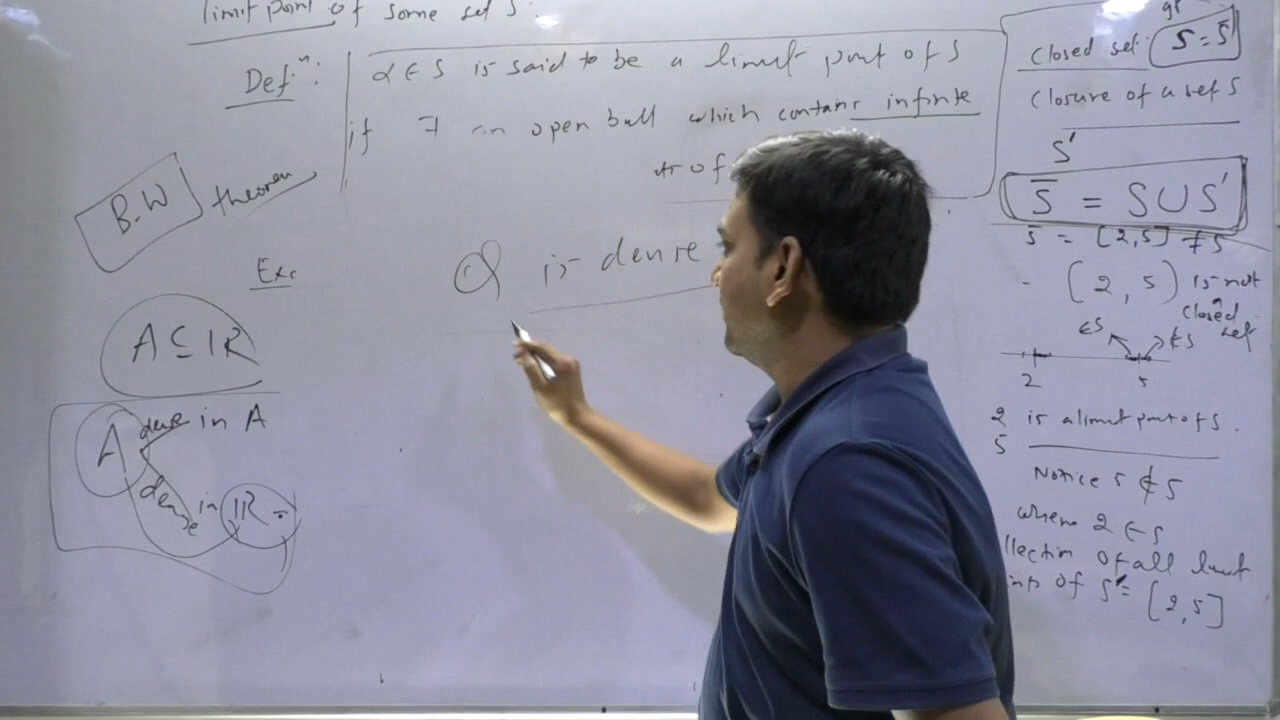 limit point of some set S.
Defⁿ:
α ∈ S is said to be a limit point of S
if ∃ an open ball which contains infinite
of
B.W theorem
Exc
Q is dense
A ⊆ IR
A dense in A
dense in IR
Closed set: S = S̄
Closure of a set S
S'
S̄ = S ∪ S'
S̄ = [2,5] ≠ S
(2, 5) is not
closed
set
∈S ∉S
2 5
2 is a limit point of S.
5
Notice 5 ∉ S
where 2 ∈ S
llection of all limit
of S' = [2,5]